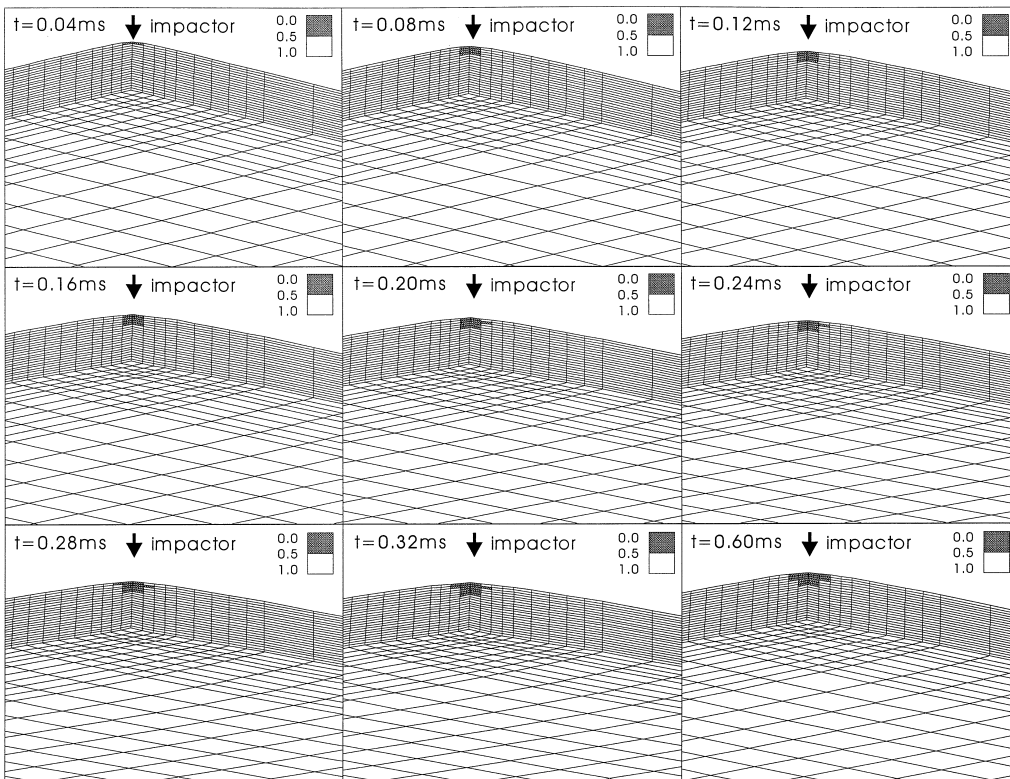 t=0.04ms impactor 0.0
0.5
1.0
t=0.08ms impactor 0.0
0.5
1.0
t=0.12ms impactor 0.0
0.5
1.0
t=0.16ms impactor 0.0
0.5
1.0
t=0.20ms impactor 0.0
0.5
1.0
t=0.24ms impactor 0.0
0.5
1.0
t=0.28ms impactor 0.0
0.5
1.0
t=0.32ms impactor 0.0
0.5
1.0
t=0.60ms impactor 0.0
0.5
1.0